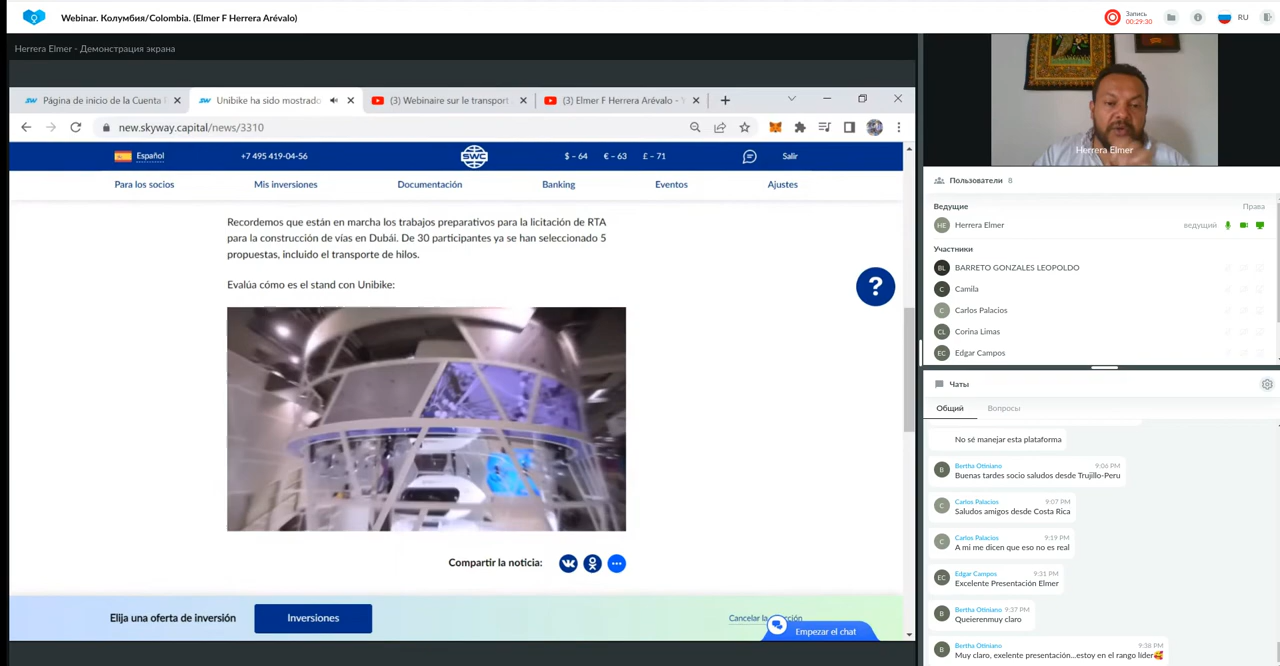 Webinar. Колумбия/Colombia. (Elmer F Herrera Arévalo)
Запись
00:29:30
RU
Herrera Elmer - Демонстрация экрана
Página de inicio de la Cuenta
Unibike ha sido mostrado
(3) Webinaire sur le transport
(3) Elmer F Herrera Arévalo -
new.skyway.capital/news/3310
Español
+7 495 419-04-56
SWC
$ – 64
€ – 63
£ – 71
Salir
Para los socios
Mis inversiones
Documentación
Banking
Eventos
Ajustes
Recordemos que están en marcha los trabajos preparativos para la licitación de RTA
para la construcción de vías en Dubái. De 30 participantes ya se han seleccionado 5
propuestas, incluido el transporte de hilos.
Evalúa cómo es el stand con Unibike:
?
Compartir la noticia:
Elija una oferta de inversión
Inversiones
Cancelar la
Empezar el chat
Herrera Elmer
Пользователи 8
Ведущие
Права
HE
Herrera Elmer
ведущий
Участники
BL
BARRETO GONZALES LEOPOLDO
C
Camila
C
Carlos Palacios
CL
Corina Limas
EC
Edgar Campos
Чаты
Общий
Вопросы
No sé manejar esta plataforma
B
Bertha Otiniano
9:06 PM
Buenas tardes socio saludos desde Trujillo-Peru
C
Carlos Palacios
9:07 PM
Saludos amigos desde Costa Rica
C
Carlos Palacios
9:19 PM
A mi me dicen que eso no es real
EC
Edgar Campos
9:31 PM
Excelente Presentación Elmer
B
Bertha Otiniano
9:37 PM
Queierenmuy claro
B
Bertha Otiniano
9:38 PM
Muy claro, exelente presentación...estoy en el rango líder🥰